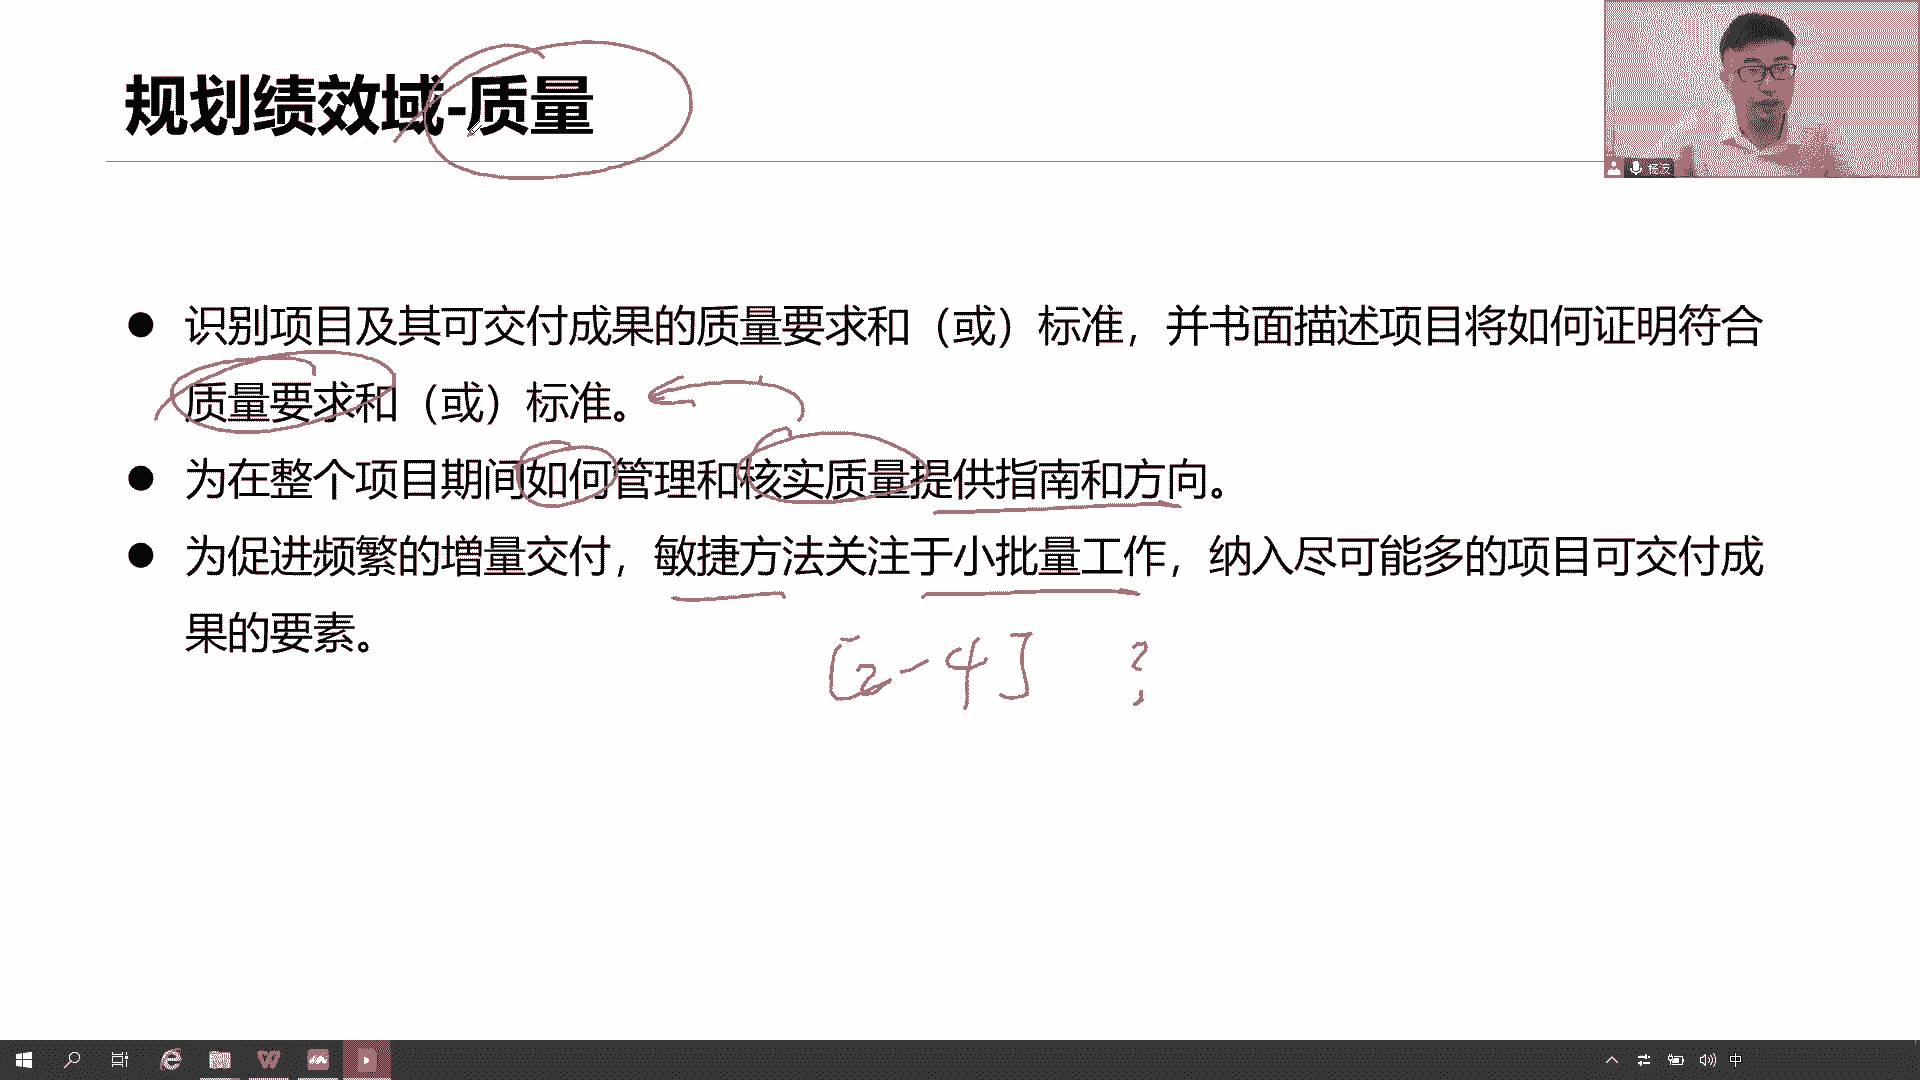 规划绩效域-质量
杨发
● 识别项目及其可交付成果的质量要求和（或）标准，并书面描述项目将如何证明符合
质量要求和（或）标准。
● 为在整个项目期间如何管理和核实质量提供指南和方向。
● 为促进频繁的增量交付，敏捷方法关注于小批量工作，纳入尽可能多的项目可交付成
果的要素。
[2-4] ?
中